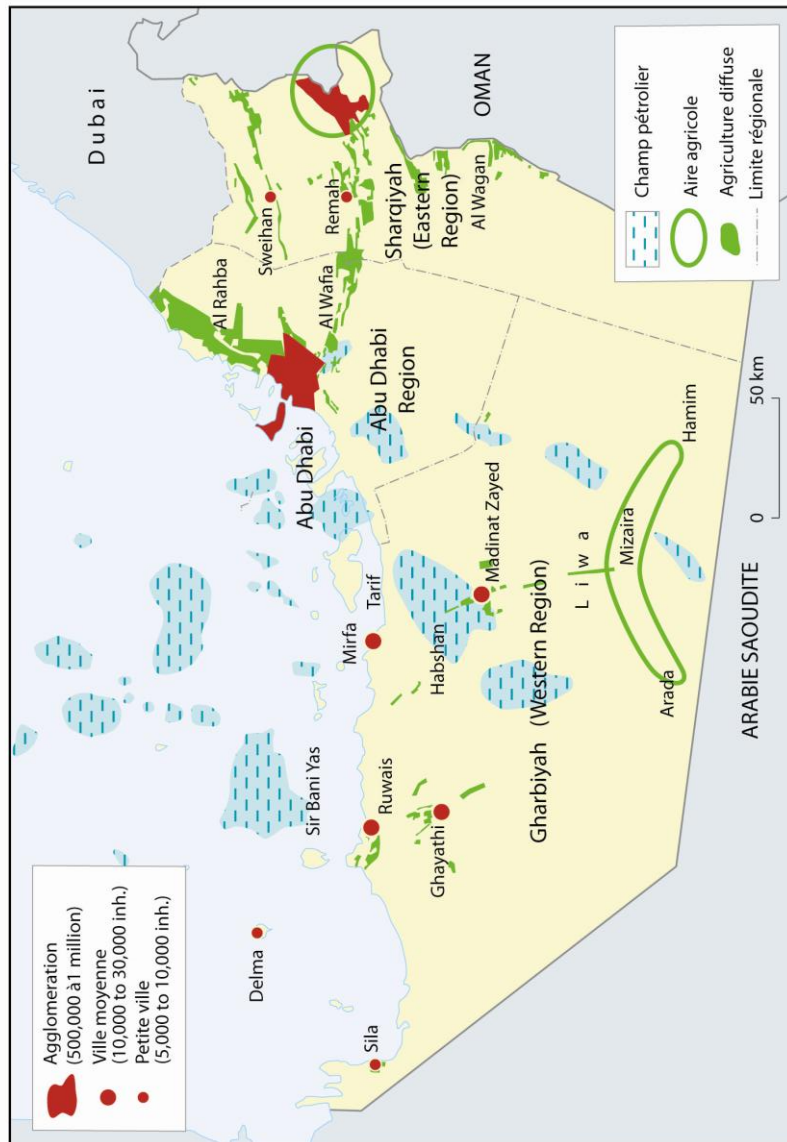 Agglomeration
(500,000 à1 million)
Ville moyenne
(10,000 to 30,000 inh.)
Petite ville
(5,000 to 10,000 inh.)
Dubai
Delma
Sir Bani Yas
Sila
Ruwais
Ghayathi
Mirfa
Tarif
Habshan
Madinat Zayed
Gharbiyah (Western Region)
Liwa
Arada
Mizaira
Hamim
Abu Dhabi
Abu Dhabi
Region
Al Rahba
Al Wafia
Sweihan
Remah
Sharqiyah
(Eastern
Region)
Al Wagan
OMAN
ARABIE SAOUDITE
0
50 km
Champ pétrolier
Aire agricole
Agriculture diffuse
Limite régionale